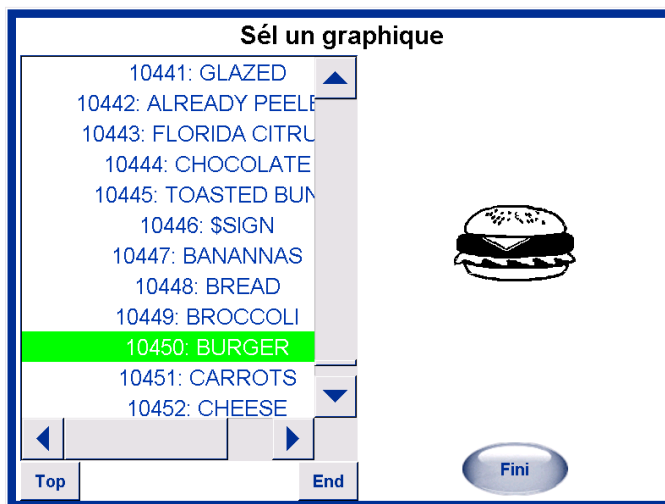 Sél un graphique
10441: GLAZED
10442: ALREADY PEELE
10443: FLORIDA CITRU
10444: CHOCOLATE
10445: TOASTED BUN
10446: $SIGN
10447: BANANNAS
10448: BREAD
10449: BROCCOLI
10450: BURGER
10451: CARROTS
10452: CHEESE
Top
End
Fini